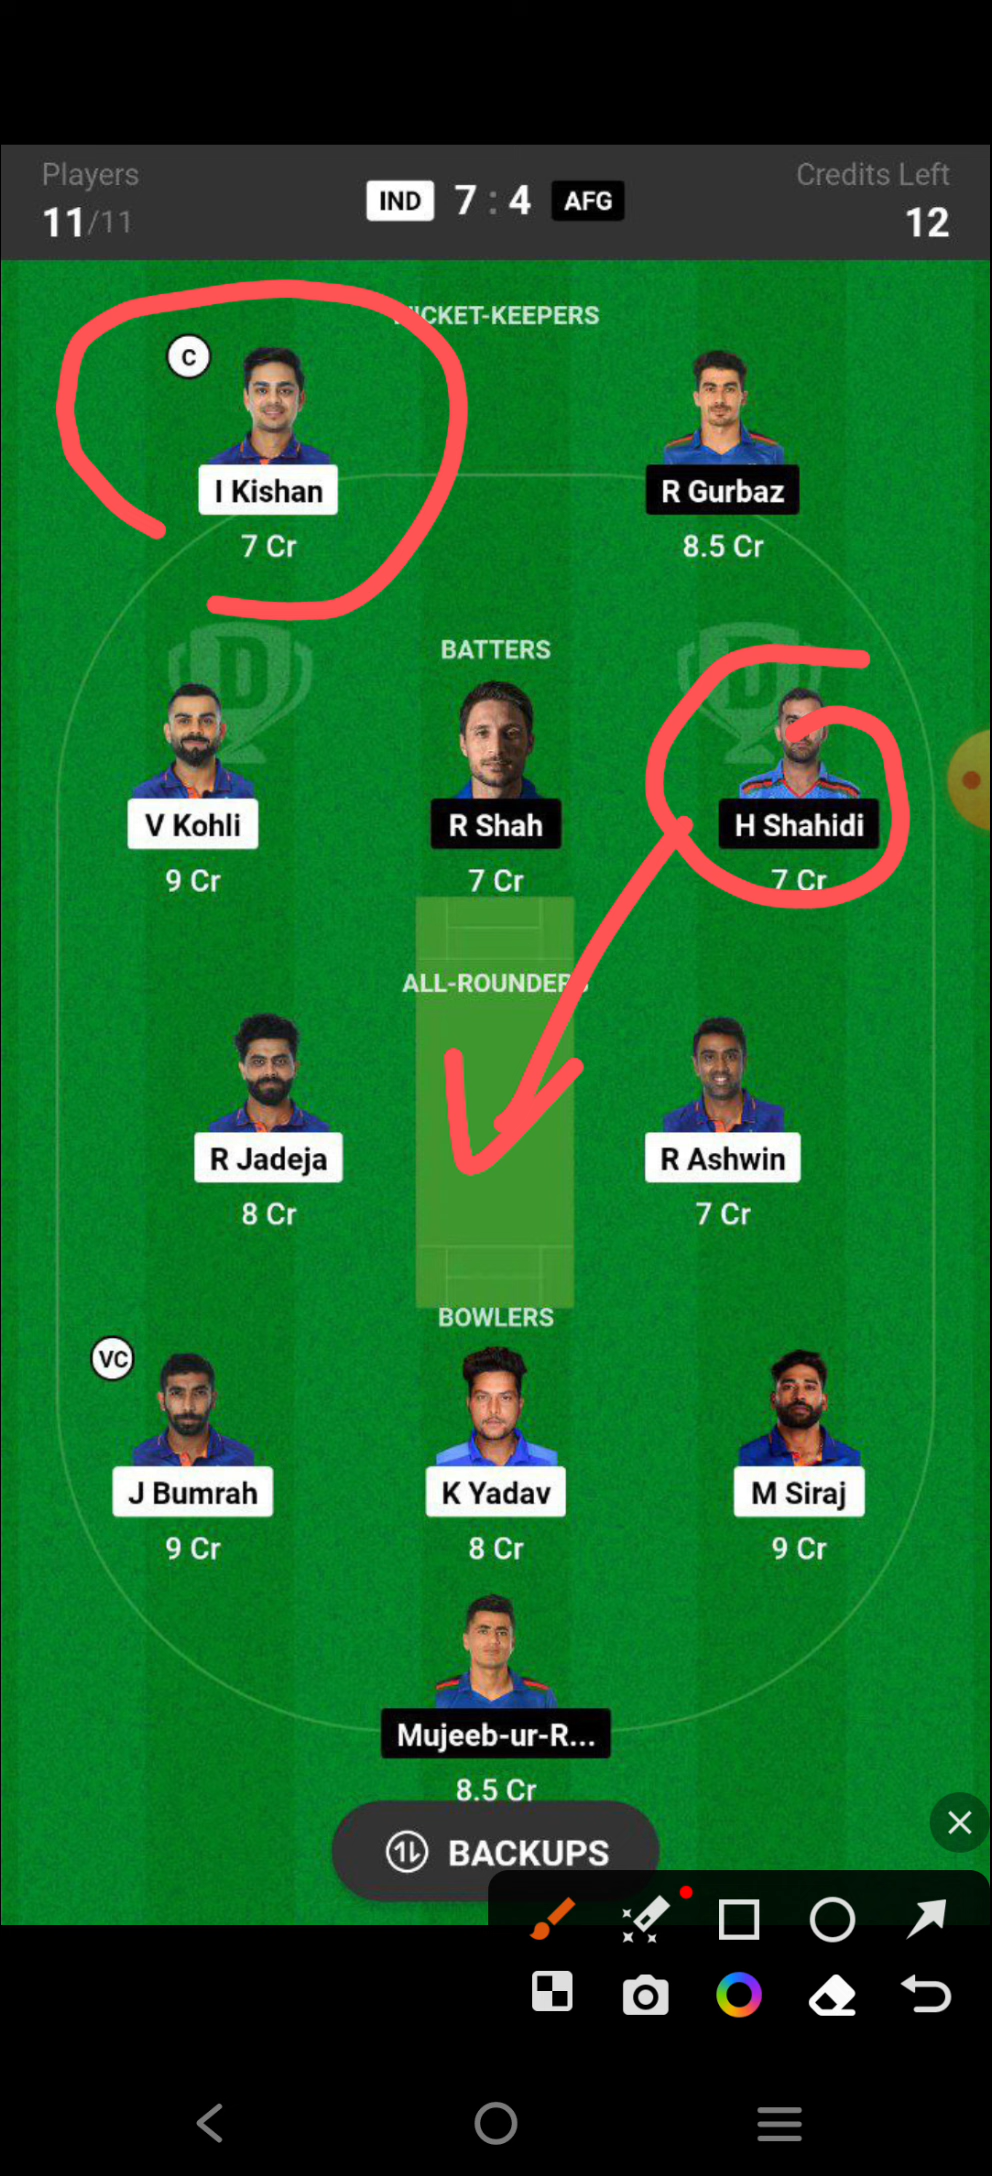 Players
11/11
IND 7 : 4 AFG
Credits Left
12
WICKET-KEEPERS
C
I Kishan
7 Cr
R Gurbaz
8.5 Cr
BATTERS
V Kohli
9 Cr
R Shah
7 Cr
H Shahidi
7 Cr
ALL-ROUNDERS
R Jadeja
8 Cr
R Ashwin
7 Cr
BOWLERS
VC
J Bumrah
9 Cr
K Yadav
8 Cr
M Siraj
9 Cr
Mujeeb-ur-R...
8.5 Cr
BACKUPS